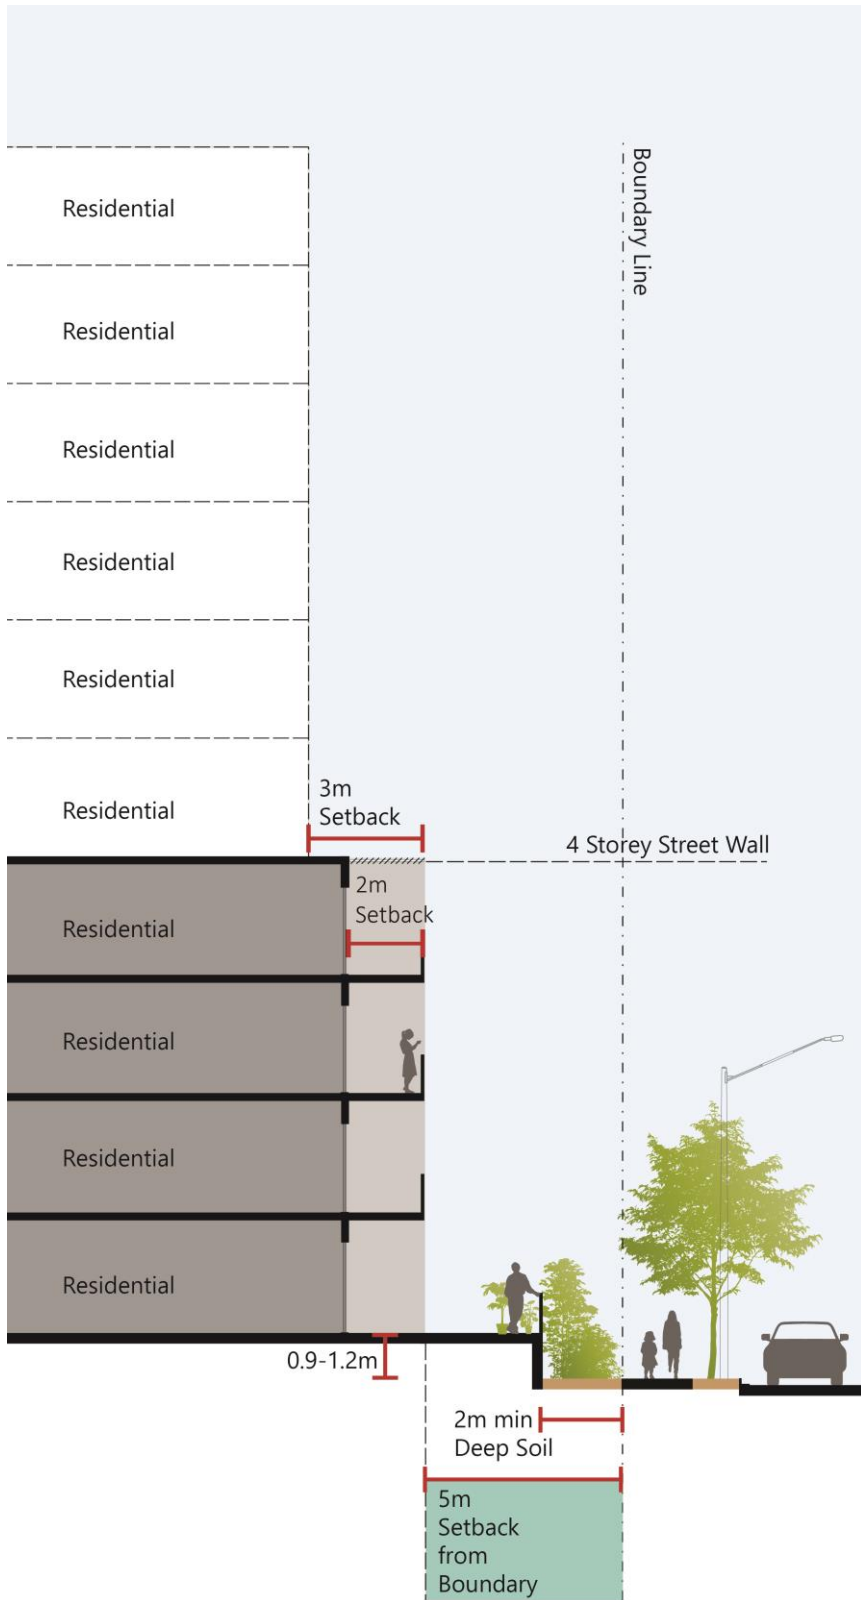 Residential
Boundary Line
Residential
Residential
Residential
Residential
3m
Setback
Residential
4 Storey Street Wall
2m
Setback
Residential
Residential
Residential
Residential
0.9-1.2m
2m min
Deep Soil
5m
Setback
from
Boundary